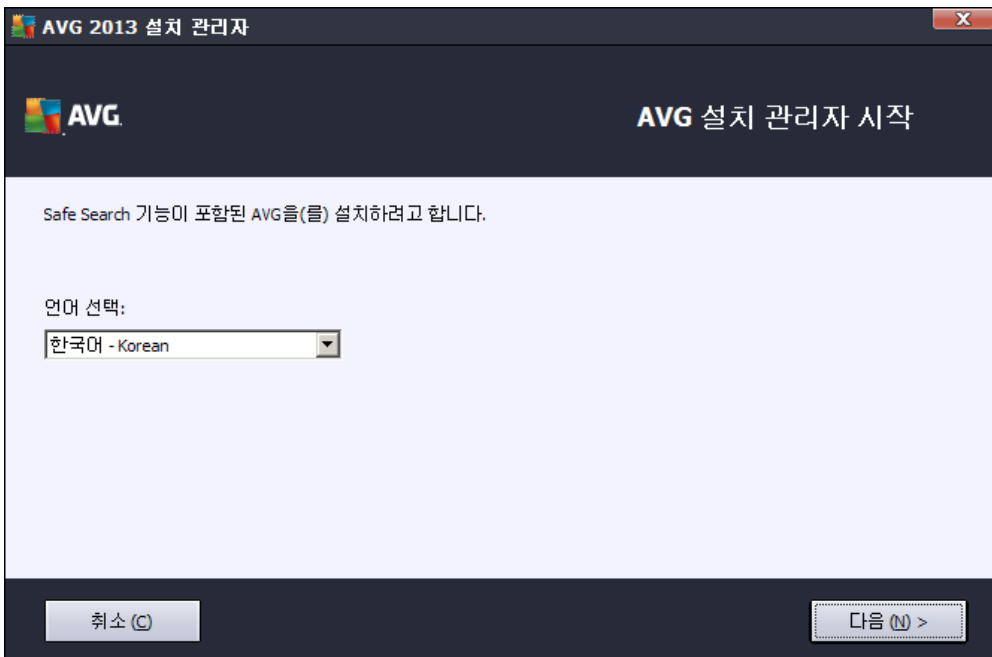 AVG 2013 설치 관리자
AVG.
AVG 설치 관리자 시작
Safe Search 기능이 포함된 AVG을(를) 설치하려고 합니다.
언어 선택:
한국어 - Korean
취소 (C)
다음 (N) >